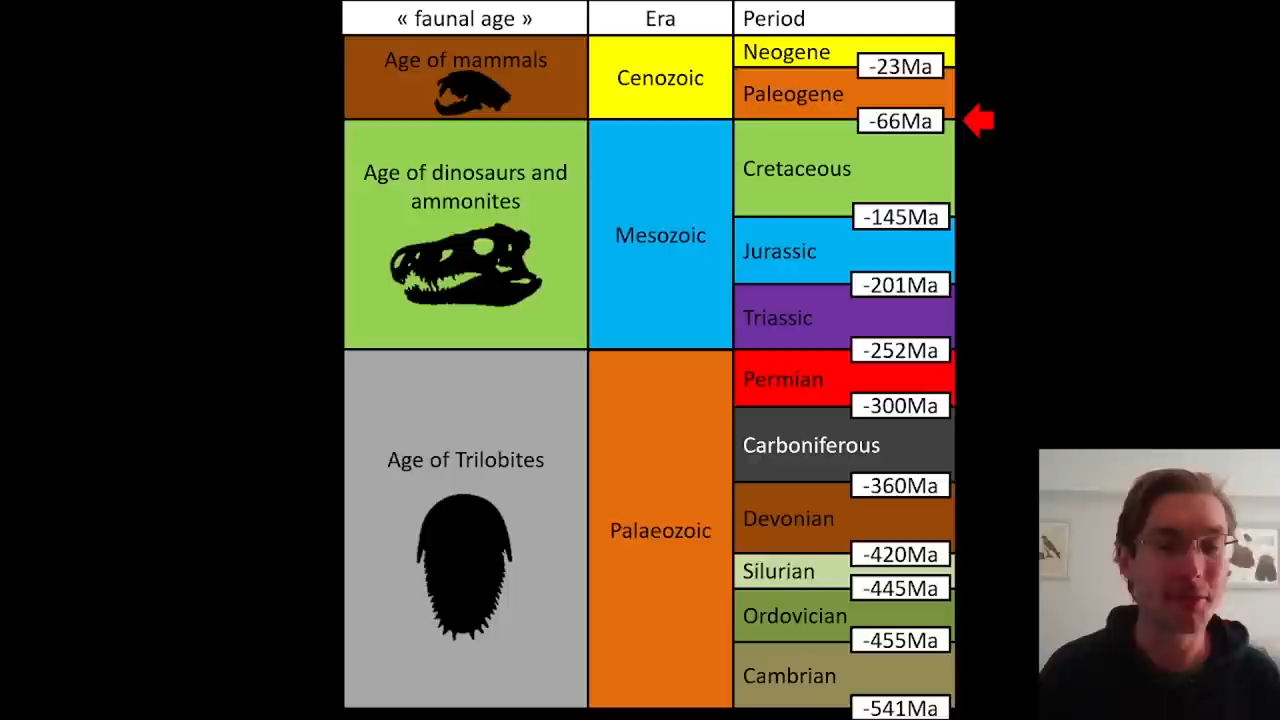 « faunal age »
Era
Period
Age of mammals
Cenozoic
Neogene
-23Ma
Paleogene
-66Ma
Age of dinosaurs and
ammonites
Mesozoic
Cretaceous
-145Ma
Jurassic
-201Ma
Triassic
-252Ma
Age of Trilobites
Palaeozoic
Permian
-300Ma
Carboniferous
-360Ma
Devonian
-420Ma
Silurian
-445Ma
Ordovician
-455Ma
Cambrian
-541Ma